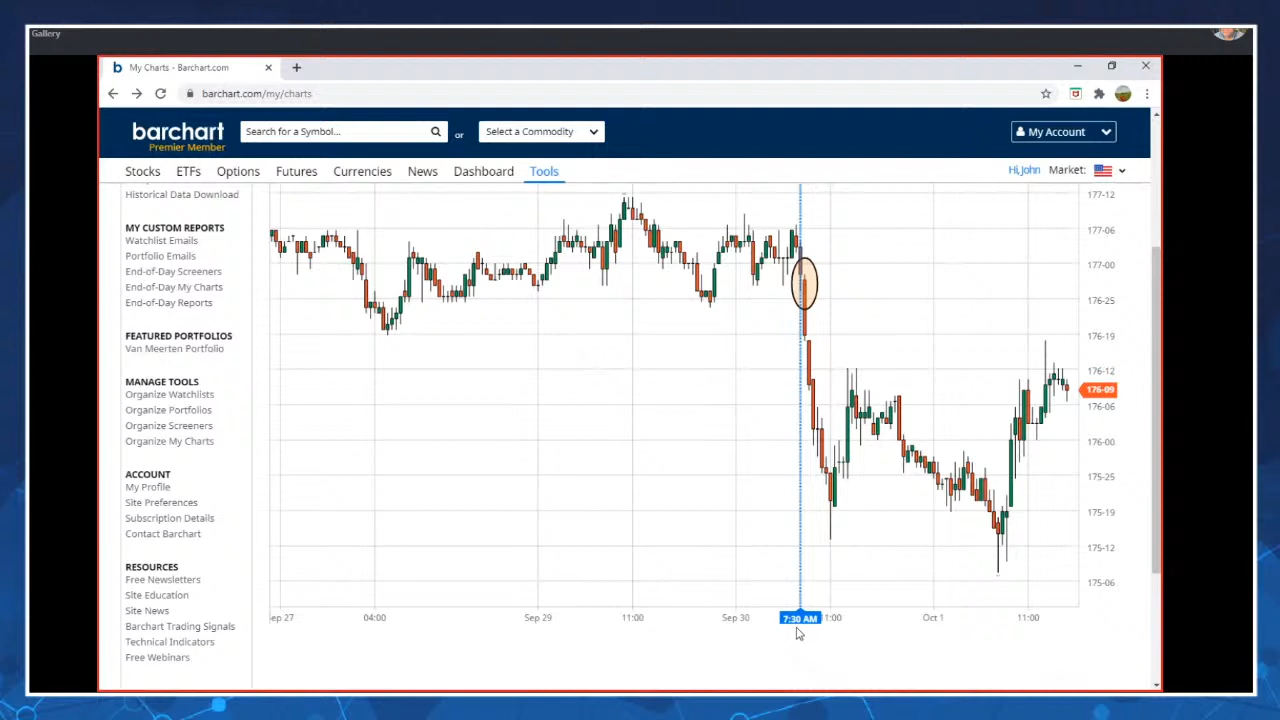 Gallery
b My Charts - Barchart.com
barchart.com/my/charts
barchart
Premier Member
Search for a Symbol...
or
Select a Commodity
My Account
Stocks ETFs Options Futures Currencies News Dashboard Tools
Hi, John Market:
Historical Data Download
MY CUSTOM REPORTS
Watchlist Emails
Portfolio Emails
End-of-Day Screeners
End-of-Day My Charts
End-of-Day Reports
FEATURED PORTFOLIOS
Van Meerten Portfolio
MANAGE TOOLS
Organize Watchlists
Organize Portfolios
Organize Screeners
Organize My Charts
ACCOUNT
My Profile
Site Preferences
Subscription Details
Contact Barchart
RESOURCES
Free Newsletters
Site Education
Site News
Barchart Trading Signals
Technical Indicators
Free Webinars
177-12
177-06
177-00
176-25
176-19
176-12
176-09
176-06
176-00
175-25
175-19
175-12
175-06
ep 27 04:00 Sep 29 11:00 Sep 30 7:30 AM 1:00 Oct 1 11:00